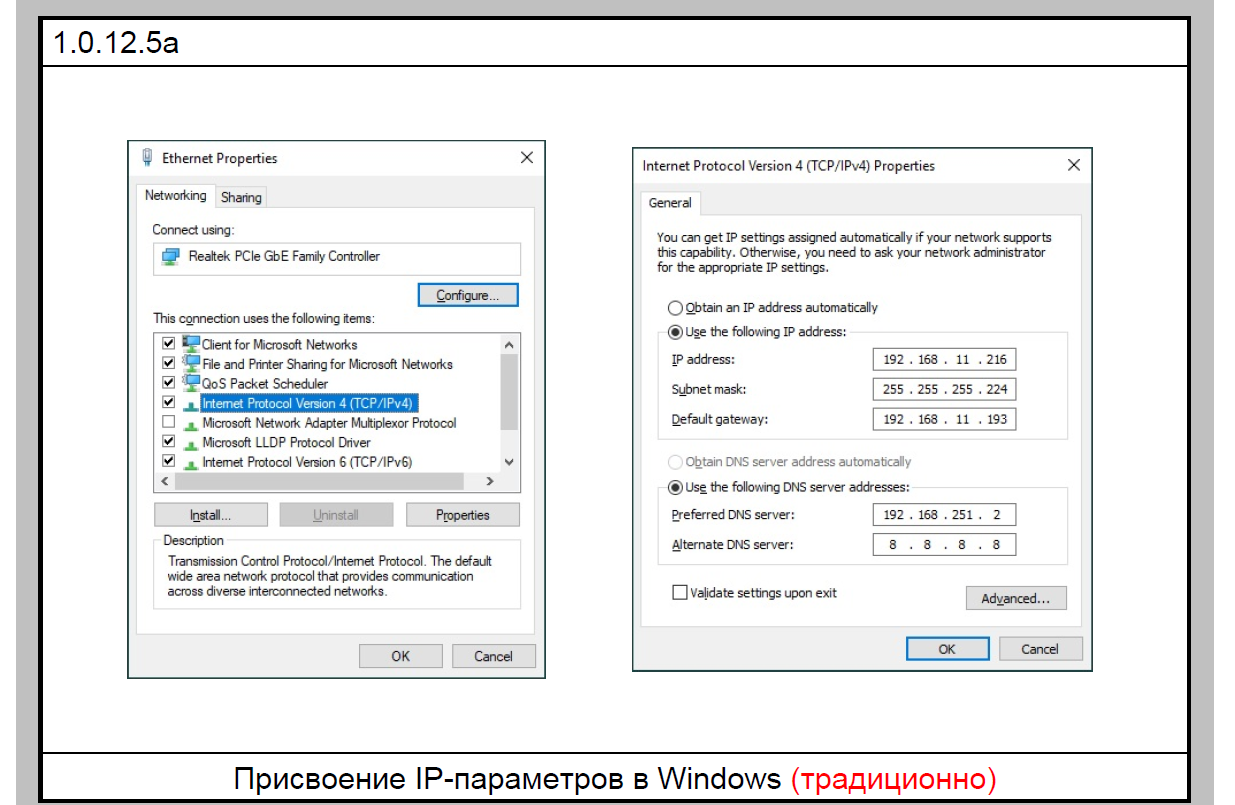 1.0.12.5a
Ethernet Properties
Networking
Sharing
Connect using:
Realtek PCIe GbE Family Controller
Configure...
This connection uses the following items:
Client for Microsoft Networks
File and Printer Sharing for Microsoft Networks
QoS Packet Scheduler
Internet Protocol Version 4 (TCP/IPv4)
Microsoft Network Adapter Multiplexor Protocol
Microsoft LLDP Protocol Driver
Internet Protocol Version 6 (TCP/IPv6)
Install...
Uninstall
Properties
Description
Transmission Control Protocol/Internet Protocol. The default
wide area network protocol that provides communication
across diverse interconnected networks.
OK
Cancel
Internet Protocol Version 4 (TCP/IPv4) Properties
General
You can get IP settings assigned automatically if your network supports
this capability. Otherwise, you need to ask your network administrator
for the appropriate IP settings.
Obtain an IP address automatically
Use the following IP address:
IP address: 192 . 168 . 11 . 216
Subnet mask: 255 . 255 . 255 . 224
Default gateway: 192 . 168 . 11 . 193
Obtain DNS server address automatically
Use the following DNS server addresses:
Preferred DNS server: 192 . 168 . 251 . 2
Alternate DNS server: 8 . 8 . 8 . 8
Validate settings upon exit
Advanced...
OK
Cancel
Присвоение IP-параметров в Windows (традиционно)